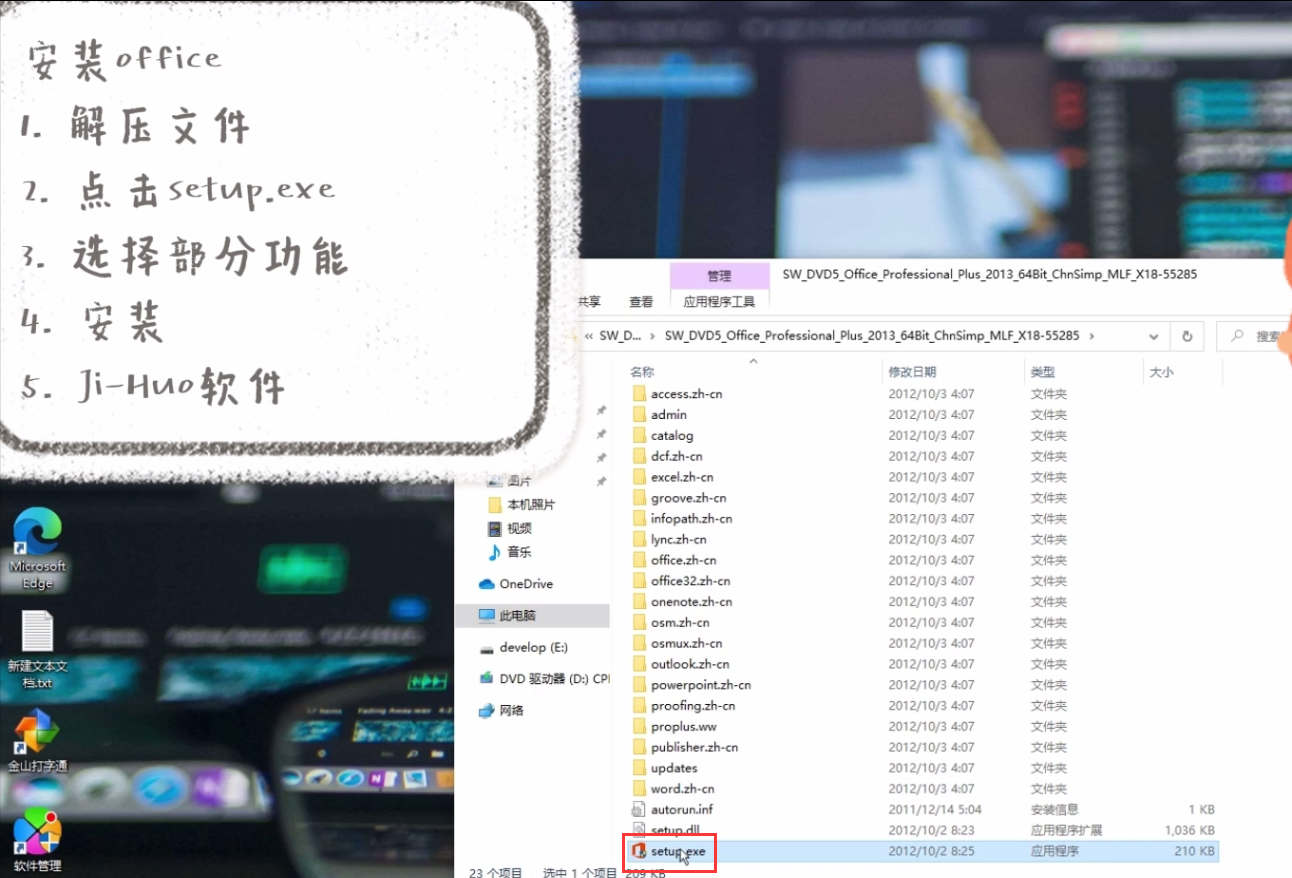 安装office
1. 解压文件
2. 点击setup.exe
3. 选择部分功能
4. 安装
5. Ji-Huo软件
管理
SW_DVD5_Office_Professional_Plus_2013_64Bit_ChnSimp_MLF_X18-55285
共享
查看
应用程序工具
« SW_D... › SW_DVD5_Office_Professional_Plus_2013_64Bit_ChnSimp_MLF_X18-55285 ›
搜索
名称 修改日期 类型 大小
access.zh-cn 2012/10/3 4:07 文件夹
admin 2012/10/3 4:07 文件夹
catalog 2012/10/3 4:07 文件夹
dcf.zh-cn 2012/10/3 4:07 文件夹
excel.zh-cn 2012/10/3 4:07 文件夹
groove.zh-cn 2012/10/3 4:07 文件夹
infopath.zh-cn 2012/10/3 4:07 文件夹
lync.zh-cn 2012/10/3 4:07 文件夹
office.zh-cn 2012/10/3 4:07 文件夹
office32.zh-cn 2012/10/3 4:07 文件夹
onenote.zh-cn 2012/10/3 4:07 文件夹
osm.zh-cn 2012/10/3 4:07 文件夹
osmux.zh-cn 2012/10/3 4:07 文件夹
outlook.zh-cn 2012/10/3 4:07 文件夹
powerpoint.zh-cn 2012/10/3 4:07 文件夹
proofing.zh-cn 2012/10/3 4:07 文件夹
proplus.ww 2012/10/3 4:07 文件夹
publisher.zh-cn 2012/10/3 4:07 文件夹
updates 2012/10/3 4:07 文件夹
word.zh-cn 2012/10/3 4:07 文件夹
autorun.inf 2011/12/14 5:04 安装信息 1 KB
setup.dll 2012/10/2 8:23 应用程序扩展 1,036 KB
setup.exe 2012/10/2 8:25 应用程序 210 KB
图片
本机照片
视频
音乐
OneDrive
此电脑
develop (E:)
DVD 驱动器 (D:) CP
网络
23 个项目 选中 1 个项目 209 KB
Microsoft
Edge
新建文本文
档.txt
金山打字通
软件管理